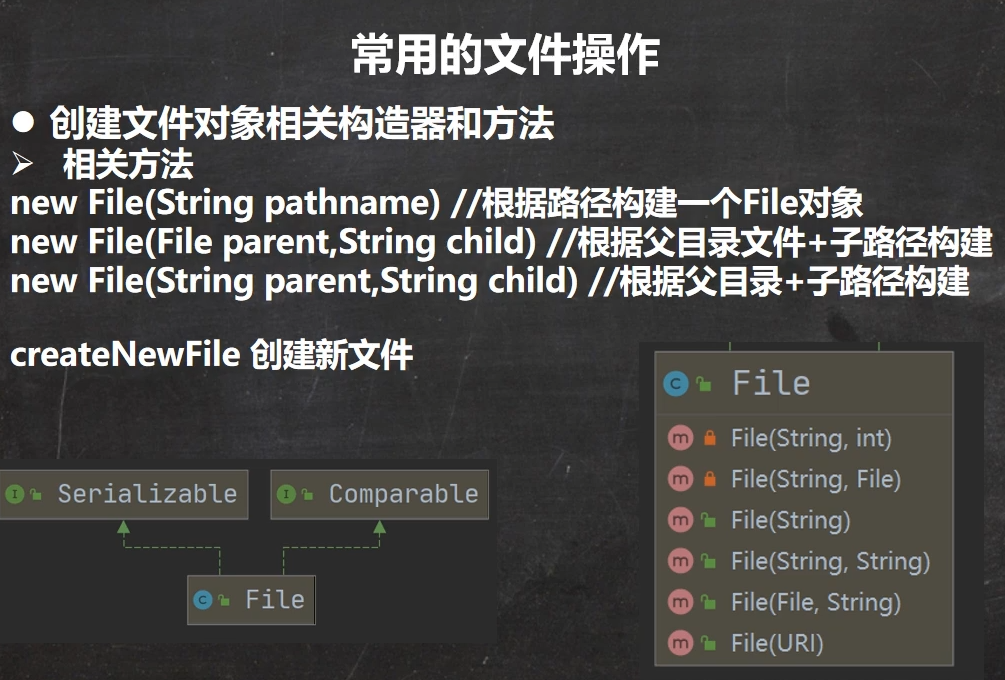 常用的文件操作
● 创建文件对象相关构造器和方法
➢ 相关方法
new File(String pathname) //根据路径构建一个File对象
new File(File parent,String child) //根据父目录文件+子路径构建
new File(String parent,String child) //根据父目录+子路径构建
createNewFile 创建新文件
I Serializable
I Comparable
C File
C File
m File(String, int)
m File(String, File)
m File(String)
m File(String, String)
m File(File, String)
m File(URI)